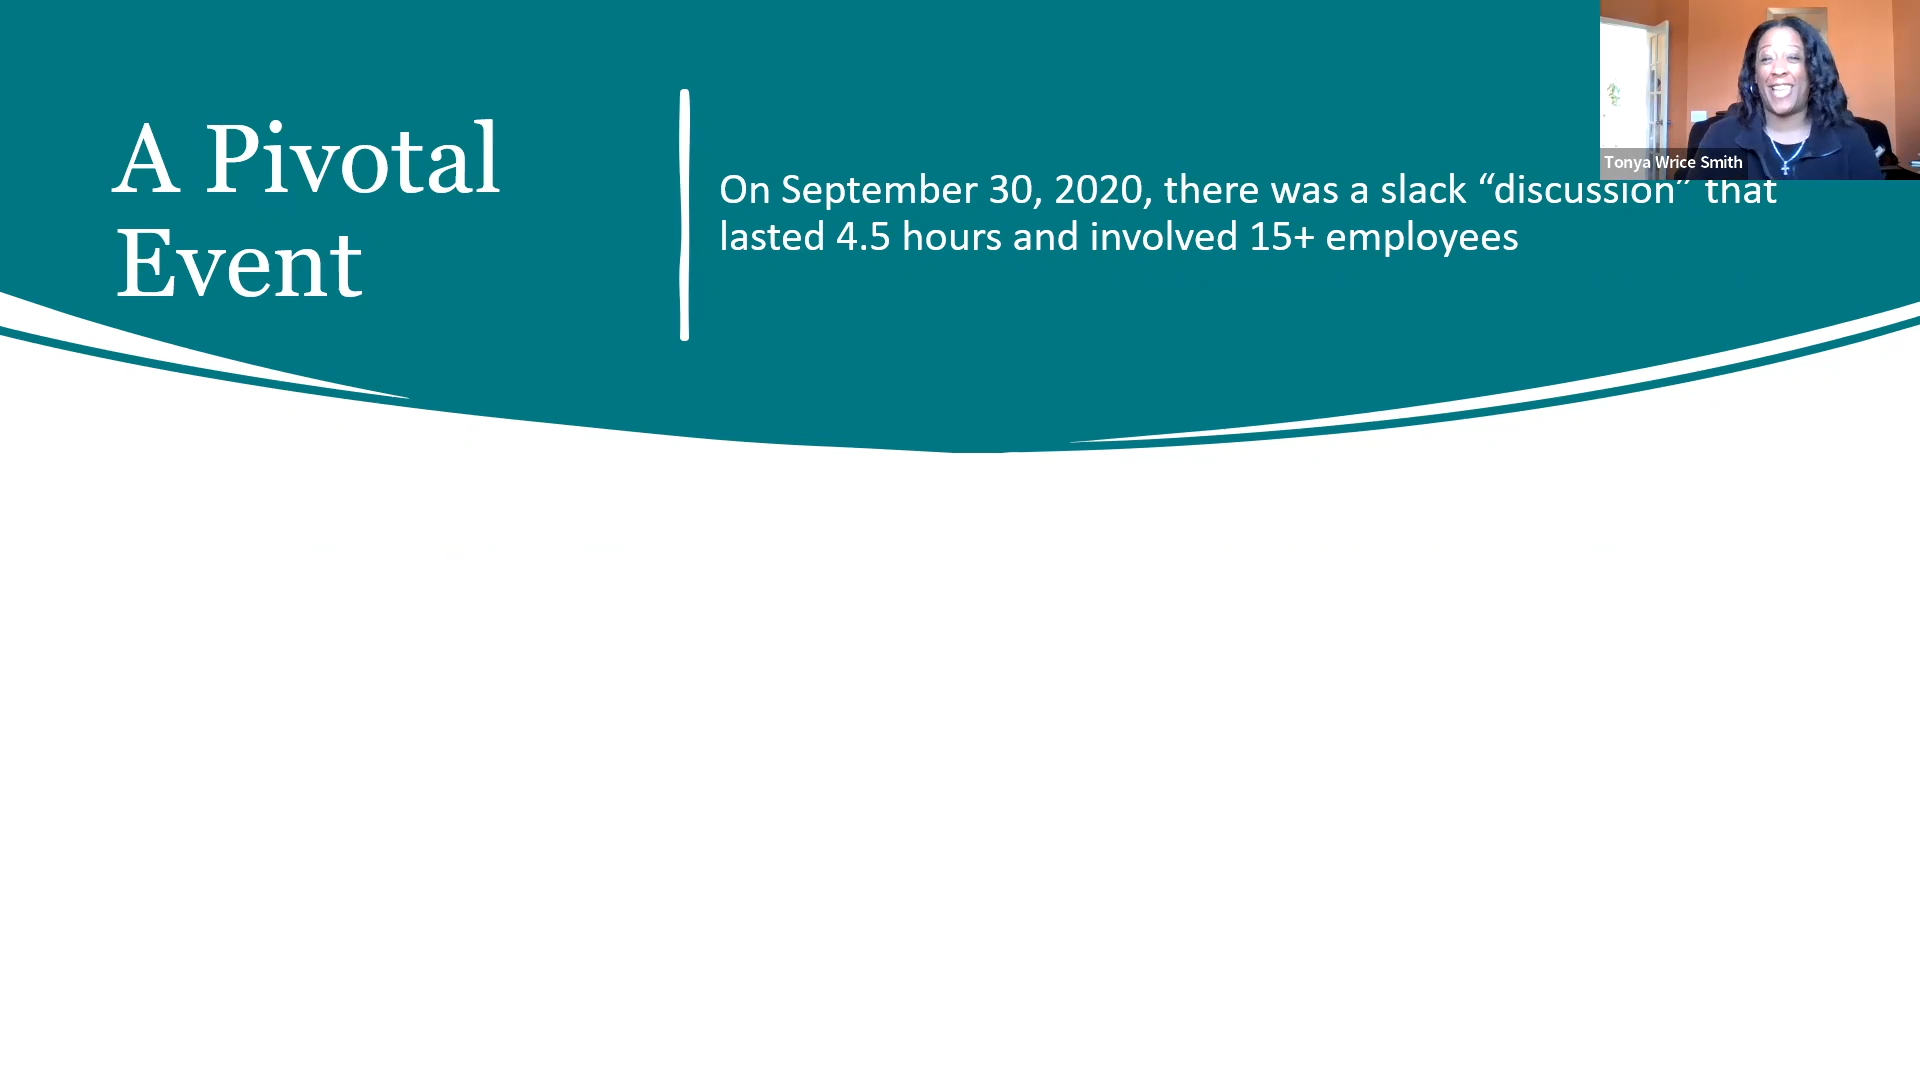 A Pivotal
Event
On September 30, 2020, there was a slack “discussion” that
lasted 4.5 hours and involved 15+ employees
Tonya Wrice Smith